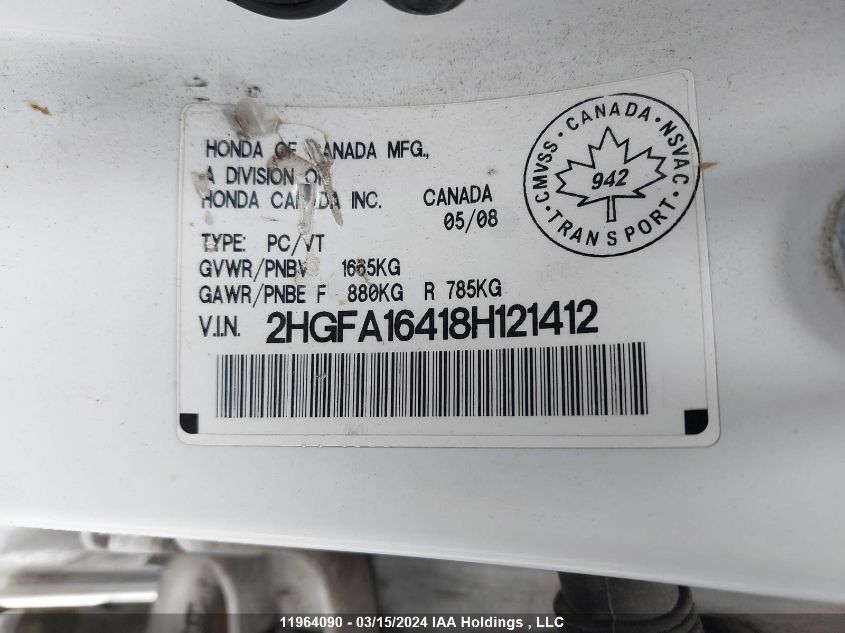 HONDA OF CANADA MFG.,
A DIVISION OF
HONDA CANADA INC.
CANADA
05/08
CMVSS · CANADA · NSVAC · TRANSPORT ·
942
TYPE: PC/VT
GVWR/PNBV 1665KG
GAWR/PNBE F 880KG R 785KG
V.I.N. 2HGFA16418H121412
11964090 - 03/15/2024 IAA Holdings , LLC